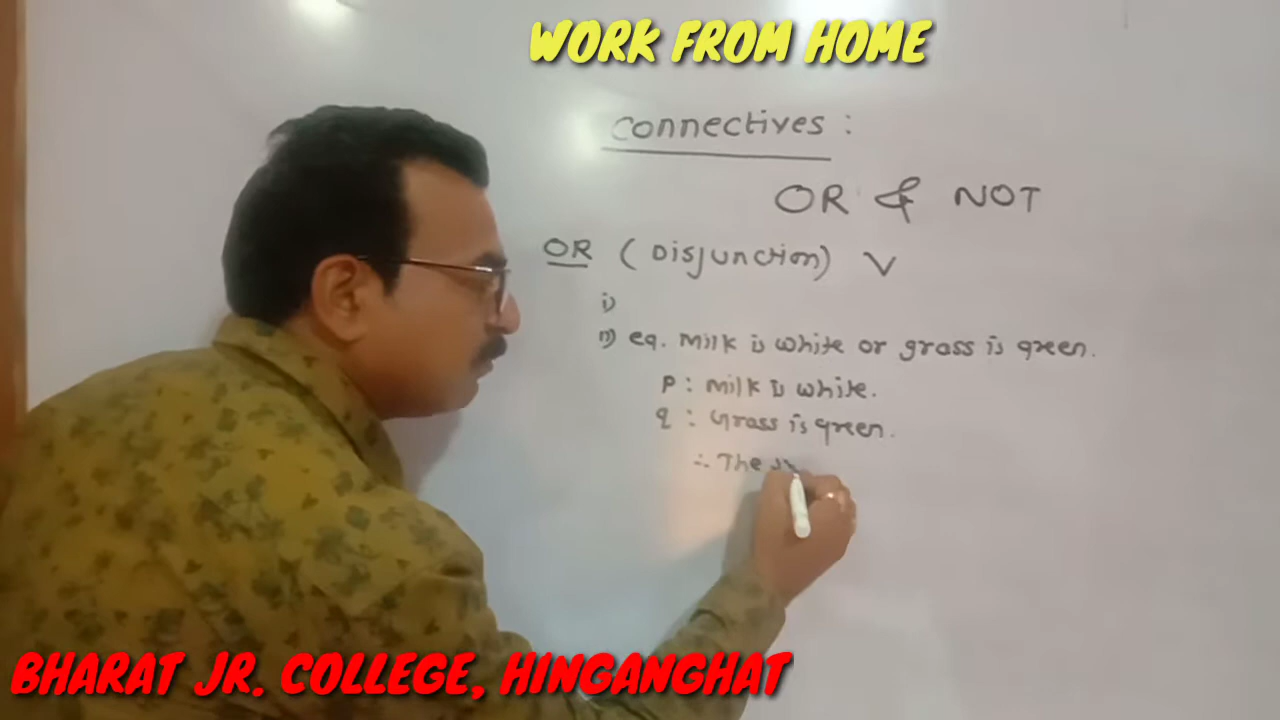 WORK FROM HOME
Connectives :
OR & NOT
OR ( Disjunction) ∨
i)
ii) eg. Milk is white or grass is green.
p : Milk is white.
q : Grass is green.
∴ The
BHARAT JR. COLLEGE, HINGANGHAT